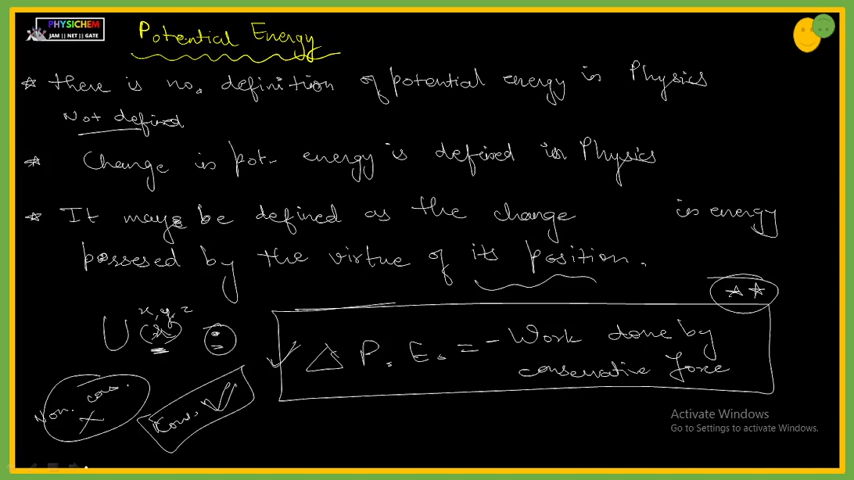 PHYSICHEM
JAM || NET || GATE
Potential Energy
there is no definition of potential energy in Physics
Not defined
Change in pot- energy is defined in Physics
It may be defined as the change in energy
possesed by the virtue of its position.
x, y, z
U (x)
Δ P. E. = - Work done by
conservative force
Non. cons.
Cons.
Activate Windows
Go to Settings to activate Windows.